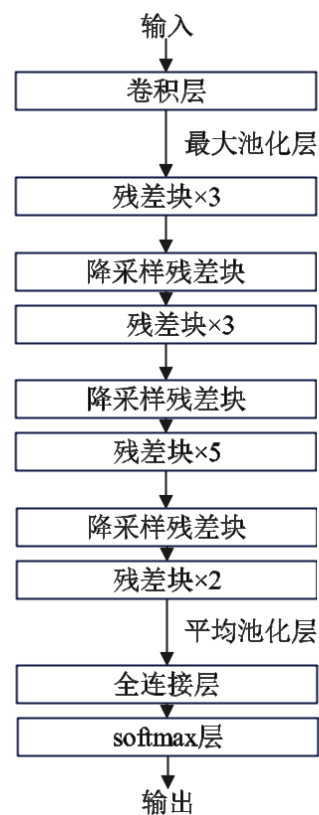 输入
卷积层
最大池化层
残差块×3
降采样残差块
残差块×3
降采样残差块
残差块×5
降采样残差块
残差块×2
平均池化层
全连接层
softmax层
输出